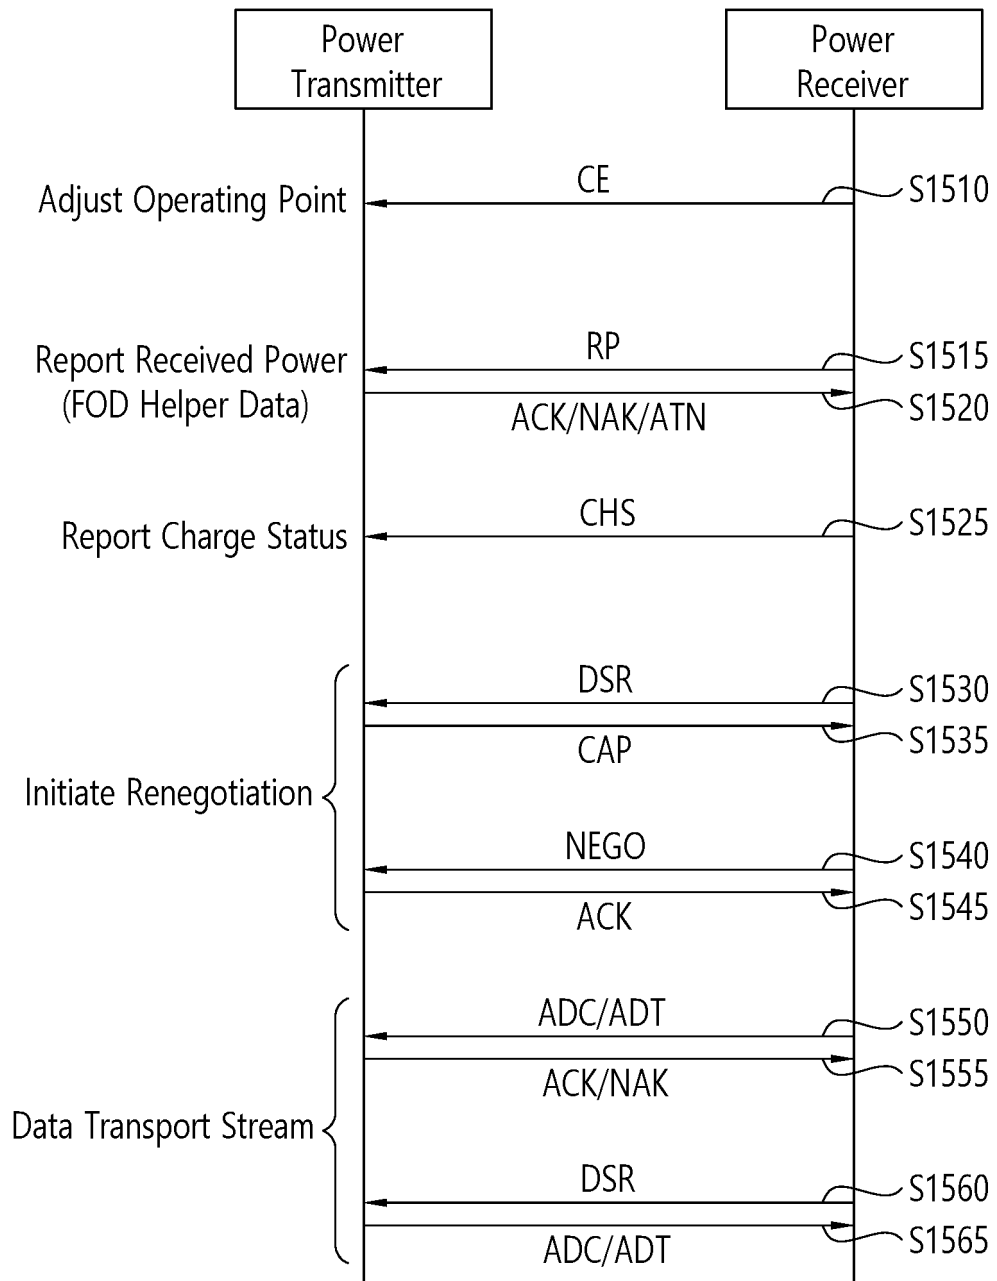 Power
Transmitter
Power
Receiver
Adjust Operating Point
CE
S1510
Report Received Power
(FOD Helper Data)
RP
S1515
ACK/NAK/ATN
S1520
Report Charge Status
CHS
S1525
Initiate Renegotiation
DSR
S1530
CAP
S1535
NEGO
S1540
ACK
S1545
Data Transport Stream
ADC/ADT
S1550
ACK/NAK
S1555
DSR
S1560
ADC/ADT
S1565